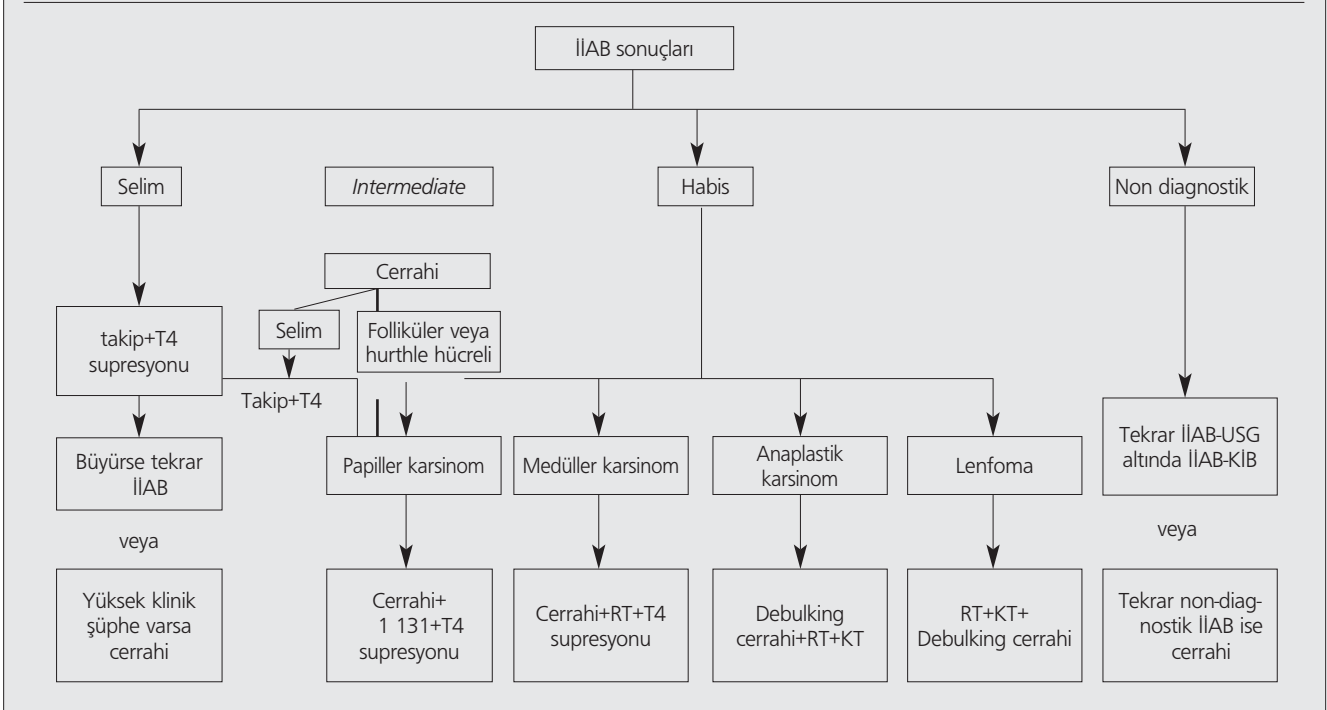 İİAB sonuçları
Selim
Intermediate
Habis
Non diagnostik
Cerrahi
Selim
Folliküler veya
hurthle hücreli
takip+T4
supresyonu
Takip+T4
Büyürse tekrar
İİAB
Papiller karsinom
Medüller karsinom
Anaplastik
karsinom
Lenfoma
Tekrar İİAB-USG
altında İİAB-KİB
veya
veya
Yüksek klinik
şüphe varsa
cerrahi
Cerrahi+
1 131+T4
supresyonu
Cerrahi+RT+T4
supresyonu
Debulking
cerrahi+RT+KT
RT+KT+
Debulking cerrahi
Tekrar non-diag-
nostik İİAB ise
cerrahi